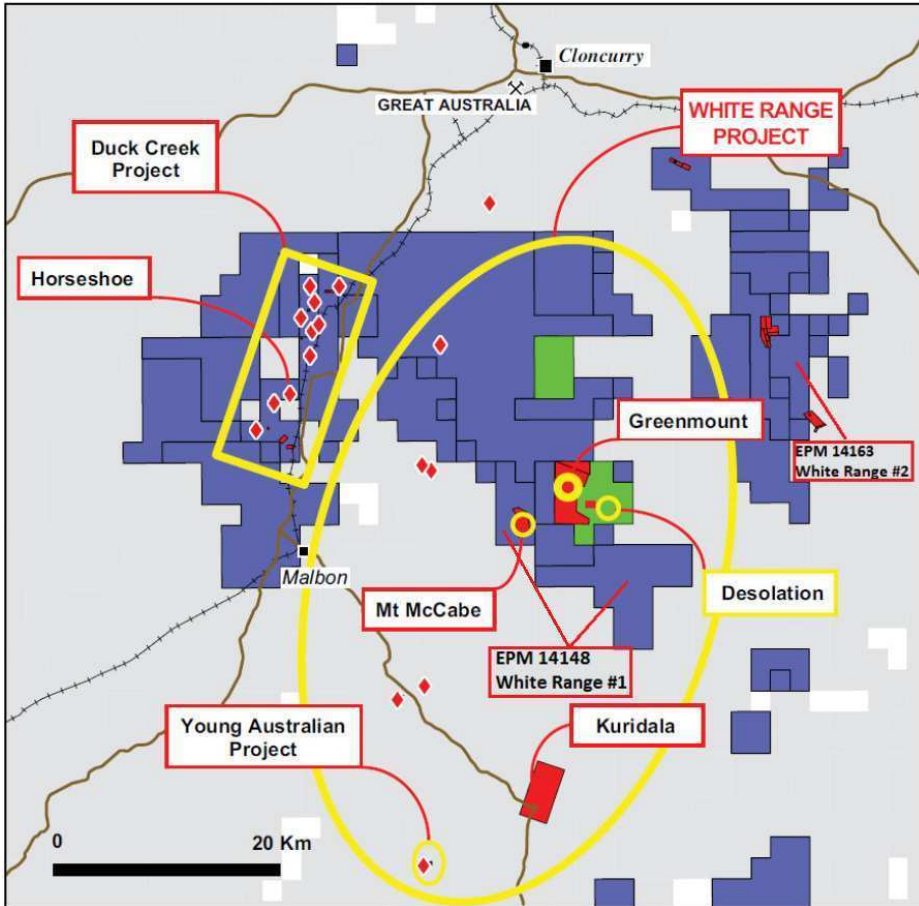 Cloncurry
GREAT AUSTRALIA
WHITE RANGE
PROJECT
Duck Creek
Project
Horseshoe
Greenmount
EPM 14163
White Range #2
Malbon
Mt McCabe
Desolation
EPM 14148
White Range #1
Young Australian
Project
Kuridala
0
20 Km